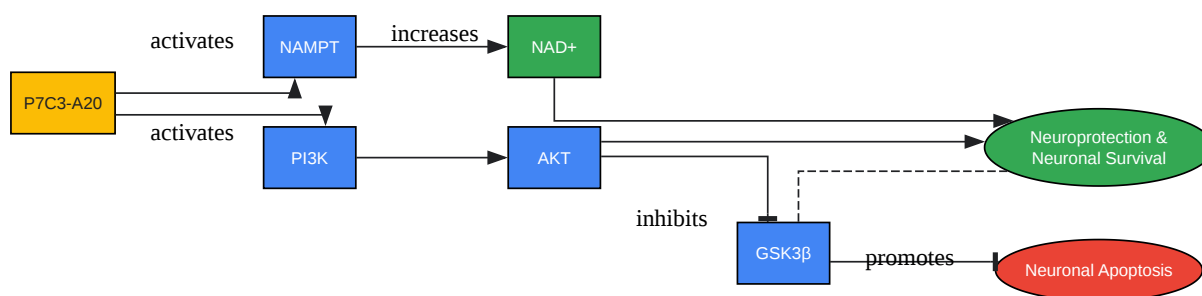 activates
NAMPT
increases
NAD+
P7C3-A20
activates
PI3K
AKT
Neuroprotection &
Neuronal Survival
inhibits
GSK3β
promotes
Neuronal Apoptosis